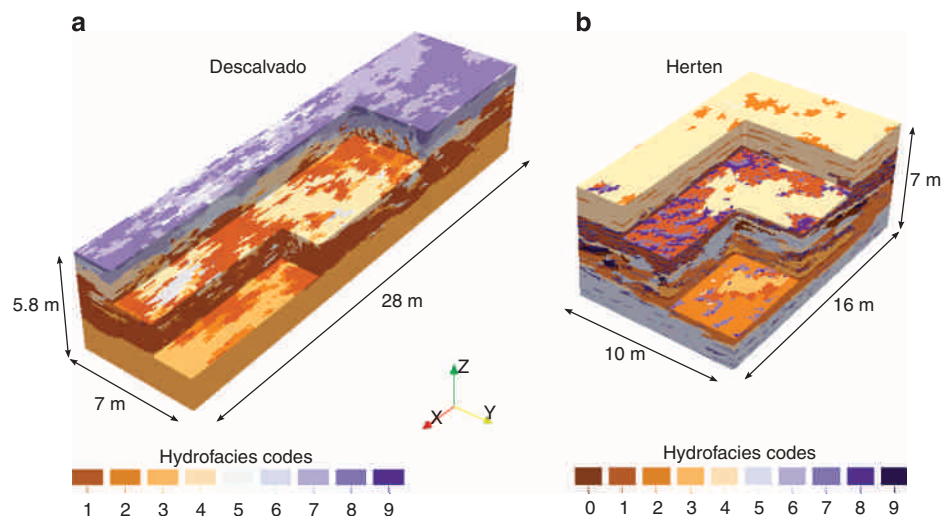 a
Descalvado
5.8 m
7 m
28 m
b
Herten
7 m
16 m
10 m
Z
X
Y
Hydrofacies codes
1 2 3 4 5 6 7 8 9
Hydrofacies codes
0 1 2 3 4 5 6 7 8 9